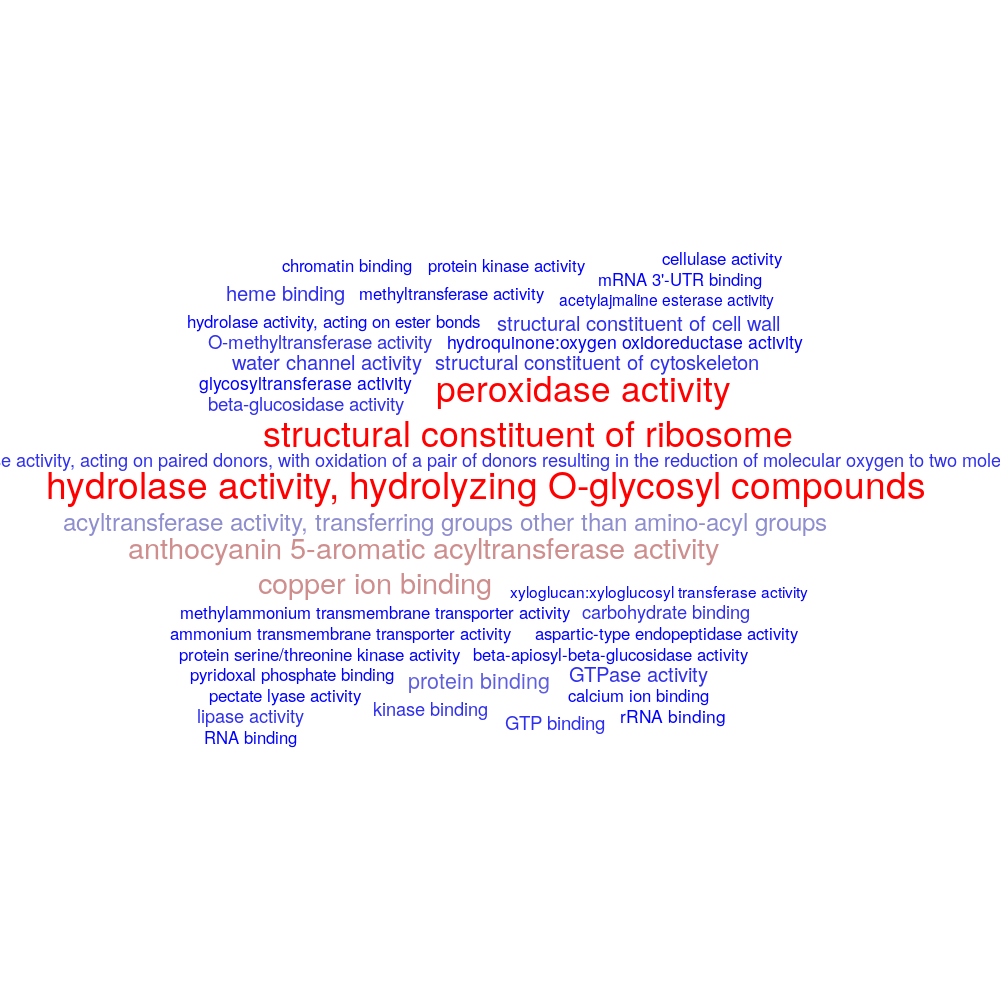 cellulase activity
chromatin binding protein kinase activity
mRNA 3'-UTR binding
heme binding methyltransferase activity acetylajmaline esterase activity
hydrolase activity, acting on ester bonds structural constituent of cell wall
O-methyltransferase activity hydroquinone:oxygen oxidoreductase activity
water channel activity structural constituent of cytoskeleton
glycosyltransferase activity peroxidase activity
beta-glucosidase activity
structural constituent of ribosome
activity, acting on paired donors, with oxidation of a pair of donors resulting in the reduction of molecular oxygen to two
hydrolase activity, hydrolyzing O-glycosyl compounds
acyltransferase activity, transferring groups other than amino-acyl groups
anthocyanin 5-aromatic acyltransferase activity
copper ion binding xyloglucan:xyloglucosyl transferase activity
methylammonium transmembrane transporter activity carbohydrate binding
ammonium transmembrane transporter activity aspartic-type endopeptidase activity
protein serine/threonine kinase activity beta-apiosyl-beta-glucosidase activity
pyridoxal phosphate binding protein binding GTPase activity
pectate lyase activity calcium ion binding
lipase activity kinase binding GTP binding rRNA binding
RNA binding